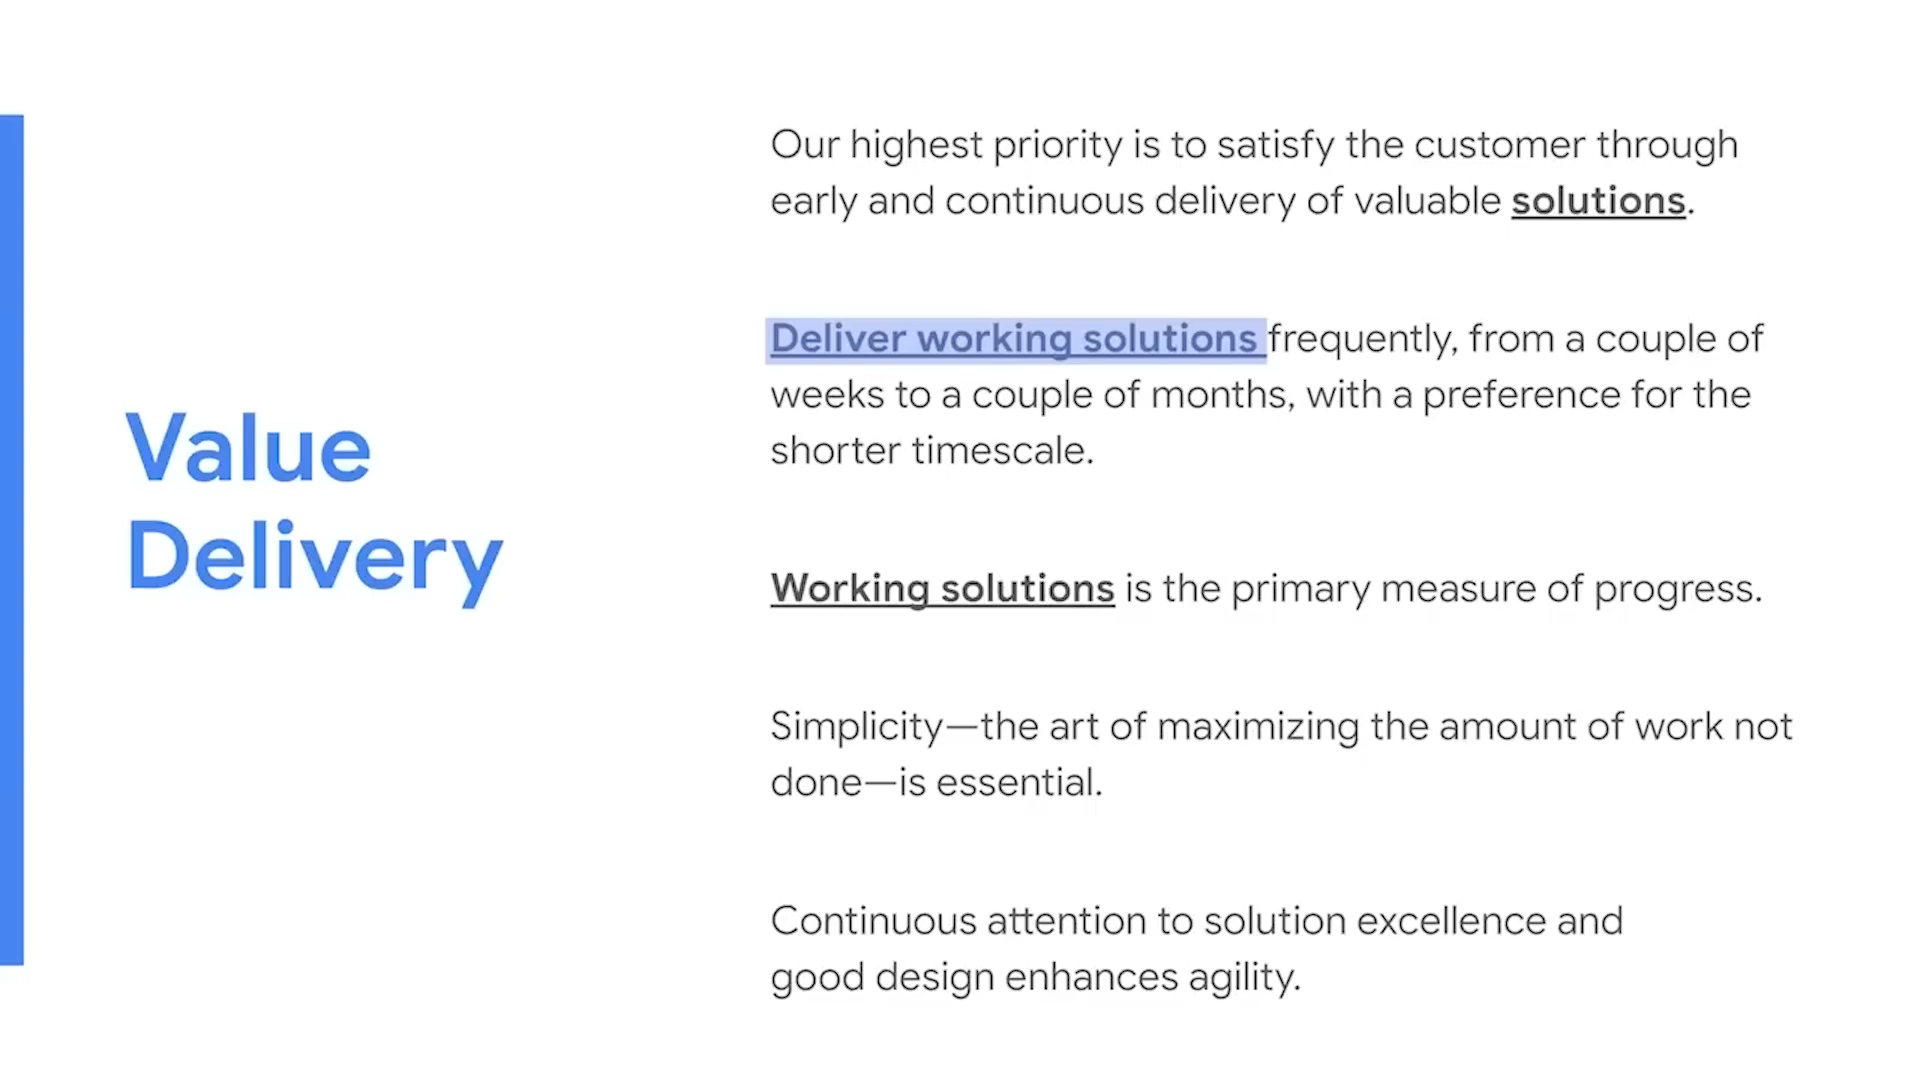 Value
Delivery
Our highest priority is to satisfy the customer through
early and continuous delivery of valuable solutions.
Deliver working solutions frequently, from a couple of
weeks to a couple of months, with a preference for the
shorter timescale.
Working solutions is the primary measure of progress.
Simplicity—the art of maximizing the amount of work not
done—is essential.
Continuous attention to solution excellence and
good design enhances agility.